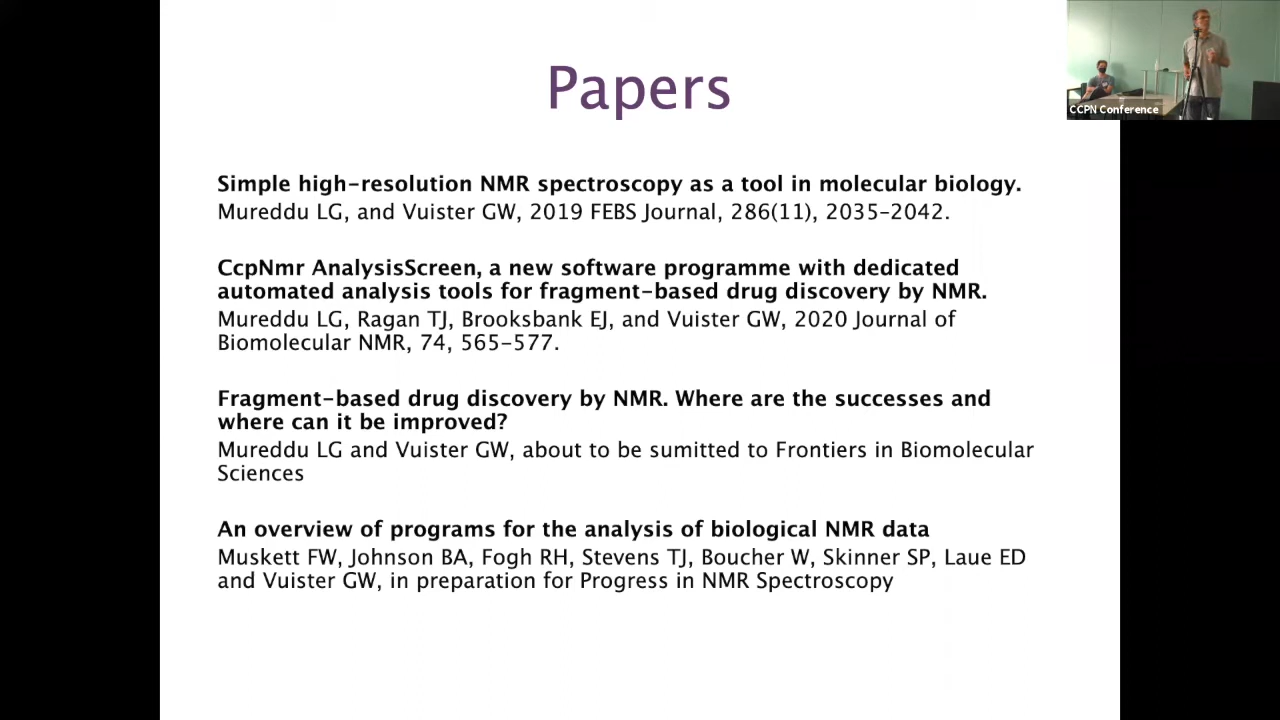 Papers
CCPN Conference
Simple high-resolution NMR spectroscopy as a tool in molecular biology.
Mureddu LG, and Vuister GW, 2019 FEBS Journal, 286(11), 2035-2042.
CcpNmr AnalysisScreen, a new software programme with dedicated
automated analysis tools for fragment-based drug discovery by NMR.
Mureddu LG, Ragan TJ, Brooksbank EJ, and Vuister GW, 2020 Journal of
Biomolecular NMR, 74, 565-577.
Fragment-based drug discovery by NMR. Where are the successes and
where can it be improved?
Mureddu LG and Vuister GW, about to be sumitted to Frontiers in Biomolecular
Sciences
An overview of programs for the analysis of biological NMR data
Muskett FW, Johnson BA, Fogh RH, Stevens TJ, Boucher W, Skinner SP, Laue ED
and Vuister GW, in preparation for Progress in NMR Spectroscopy